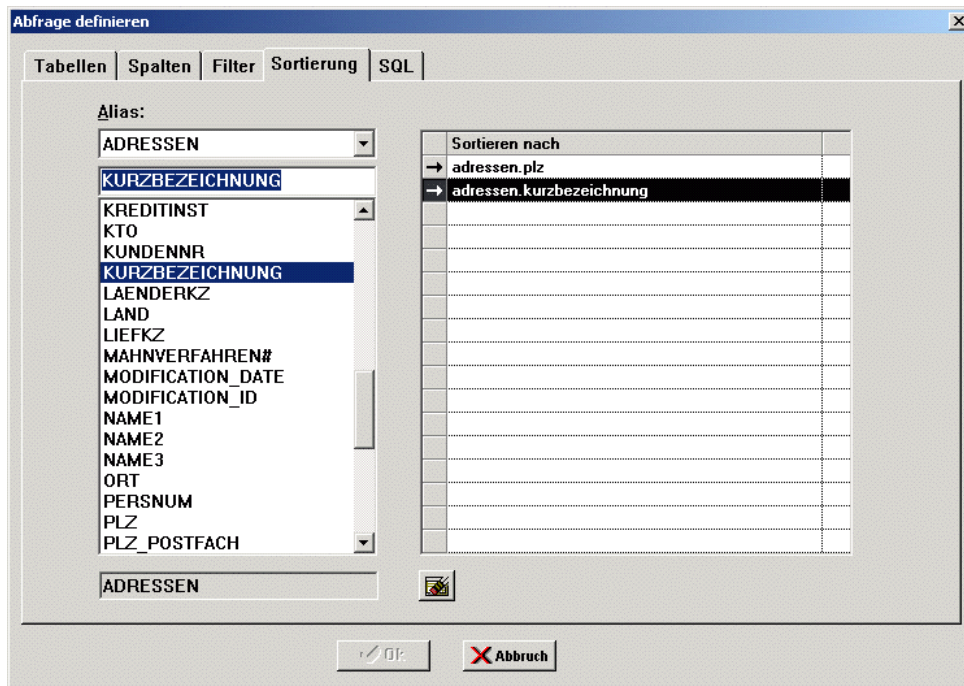 Abfrage definieren
Tabellen
Spalten
Filter
Sortierung
SQL
Alias:
ADRESSEN
KURZBEZEICHNUNG
KREDITINST
KTO
KUNDENNR
KURZBEZEICHNUNG
LAENDERKZ
LAND
LIEFKZ
MAHNVERFAHREN#
MODIFICATION_DATE
MODIFICATION_ID
NAME1
NAME2
NAME3
ORT
PERSNUM
PLZ
PLZ_POSTFACH
ADRESSEN
Sortieren nach
adressen.plz
adressen.kurzbezeichnung
Ok
Abbruch